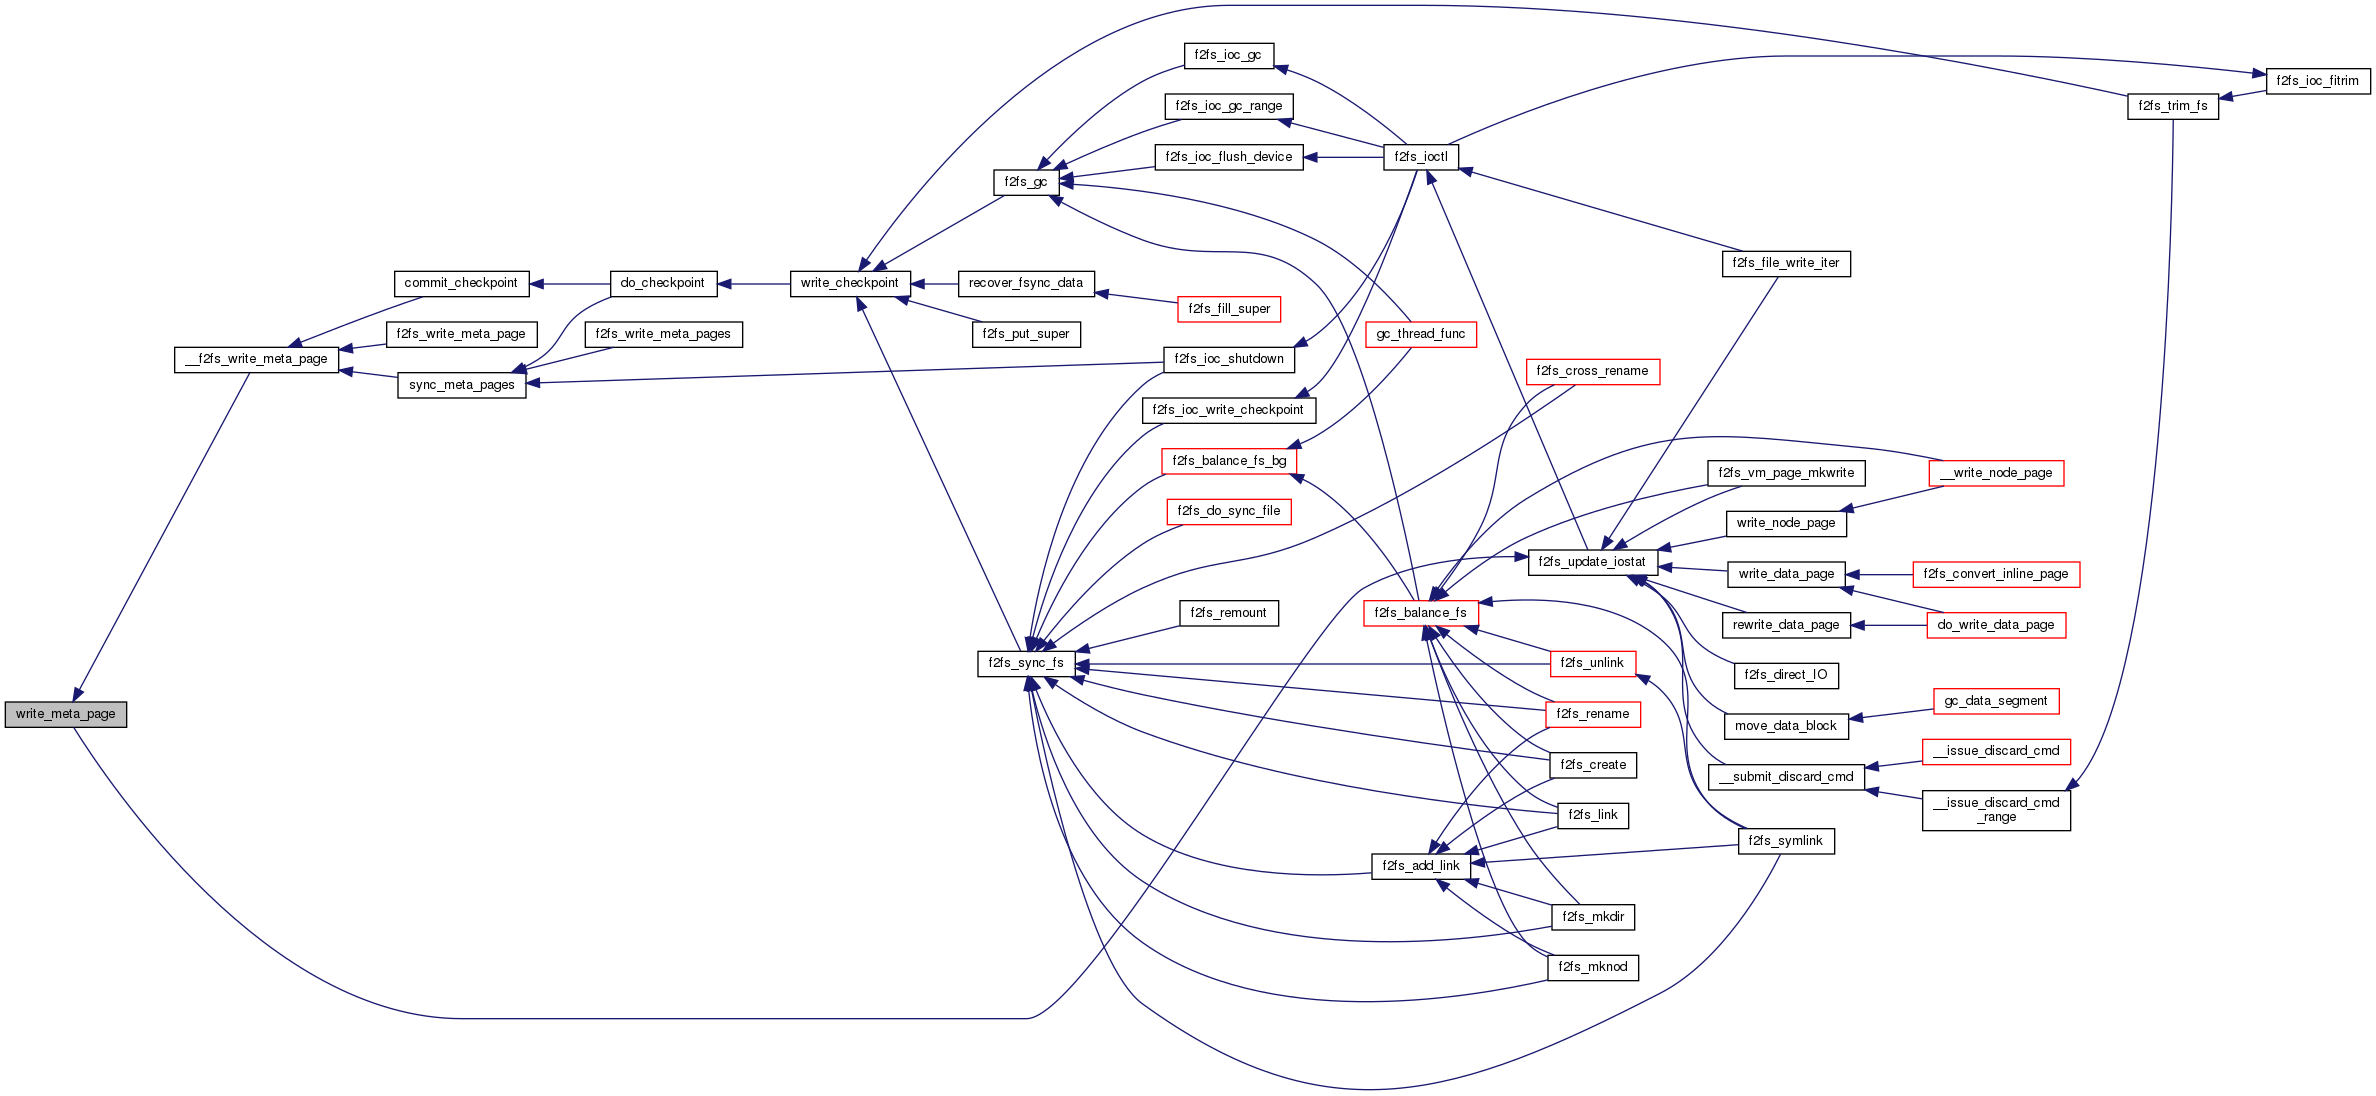 f2fs_ioc_gc
f2fs_ioc_fitrim
f2fs_ioc_gc_range
f2fs_trim_fs
f2fs_ioc_flush_device
f2fs_ioctl
f2fs_gc
f2fs_file_write_iter
commit_checkpoint
do_checkpoint
write_checkpoint
recover_fsync_data
f2fs_fill_super
f2fs_write_meta_page
f2fs_write_meta_pages
f2fs_put_super
gc_thread_func
__f2fs_write_meta_page
f2fs_ioc_shutdown
f2fs_cross_rename
sync_meta_pages
f2fs_ioc_write_checkpoint
f2fs_balance_fs_bg
f2fs_vm_page_mkwrite
__write_node_page
f2fs_do_sync_file
write_node_page
f2fs_update_iostat
write_data_page
f2fs_convert_inline_page
f2fs_remount
f2fs_balance_fs
rewrite_data_page
do_write_data_page
f2fs_sync_fs
f2fs_unlink
f2fs_direct_IO
gc_data_segment
write_meta_page
f2fs_rename
move_data_block
__issue_discard_cmd
f2fs_create
__submit_discard_cmd
__issue_discard_cmd
_range
f2fs_link
f2fs_symlink
f2fs_add_link
f2fs_mkdir
f2fs_mknod